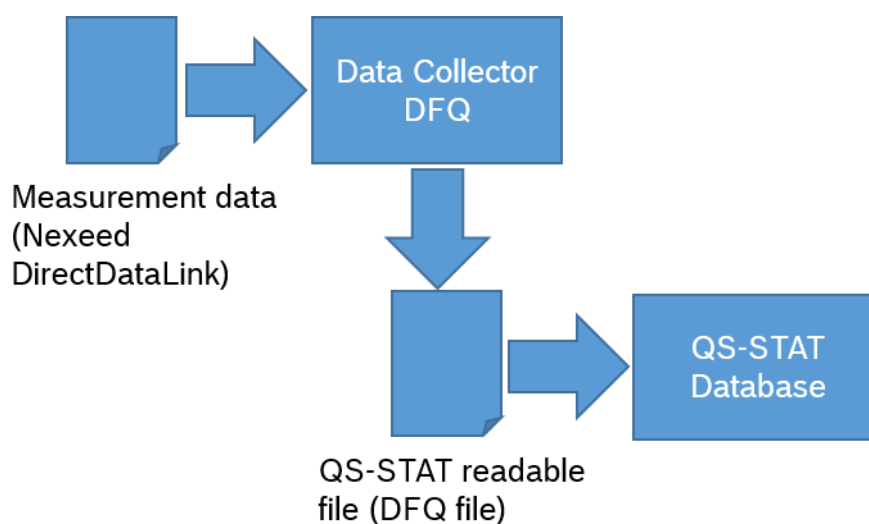 Data Collector
DFQ
Measurement data
(Nexeed
DirectDataLink)
QS-STAT
Database
QS-STAT readable
file (DFQ file)